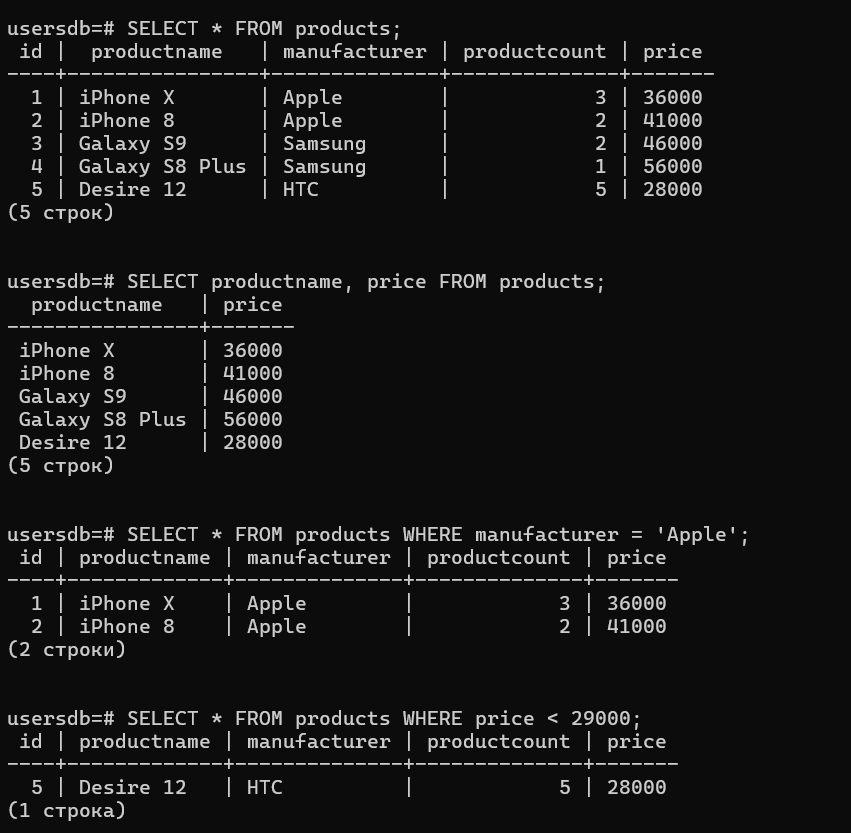 usersdb=# SELECT * FROM products;
 id |  productname   | manufacturer | productcount | price
----+----------------+--------------+--------------+-------
  1 | iPhone X       | Apple        |            3 | 36000
  2 | iPhone 8       | Apple        |            2 | 41000
  3 | Galaxy S9      | Samsung      |            2 | 46000
  4 | Galaxy S8 Plus | Samsung      |            1 | 56000
  5 | Desire 12      | HTC          |            5 | 28000
(5 строк)
usersdb=# SELECT productname, price FROM products;
  productname   | price
----------------+-------
 iPhone X       | 36000
 iPhone 8       | 41000
 Galaxy S9      | 46000
 Galaxy S8 Plus | 56000
 Desire 12      | 28000
(5 строк)
usersdb=# SELECT * FROM products WHERE manufacturer = 'Apple';
 id | productname | manufacturer | productcount | price
----+-------------+--------------+--------------+-------
  1 | iPhone X    | Apple        |            3 | 36000
  2 | iPhone 8    | Apple        |            2 | 41000
(2 строки)
usersdb=# SELECT * FROM products WHERE price < 29000;
 id | productname | manufacturer | productcount | price
----+-------------+--------------+--------------+-------
  5 | Desire 12   | HTC          |            5 | 28000
(1 строка)